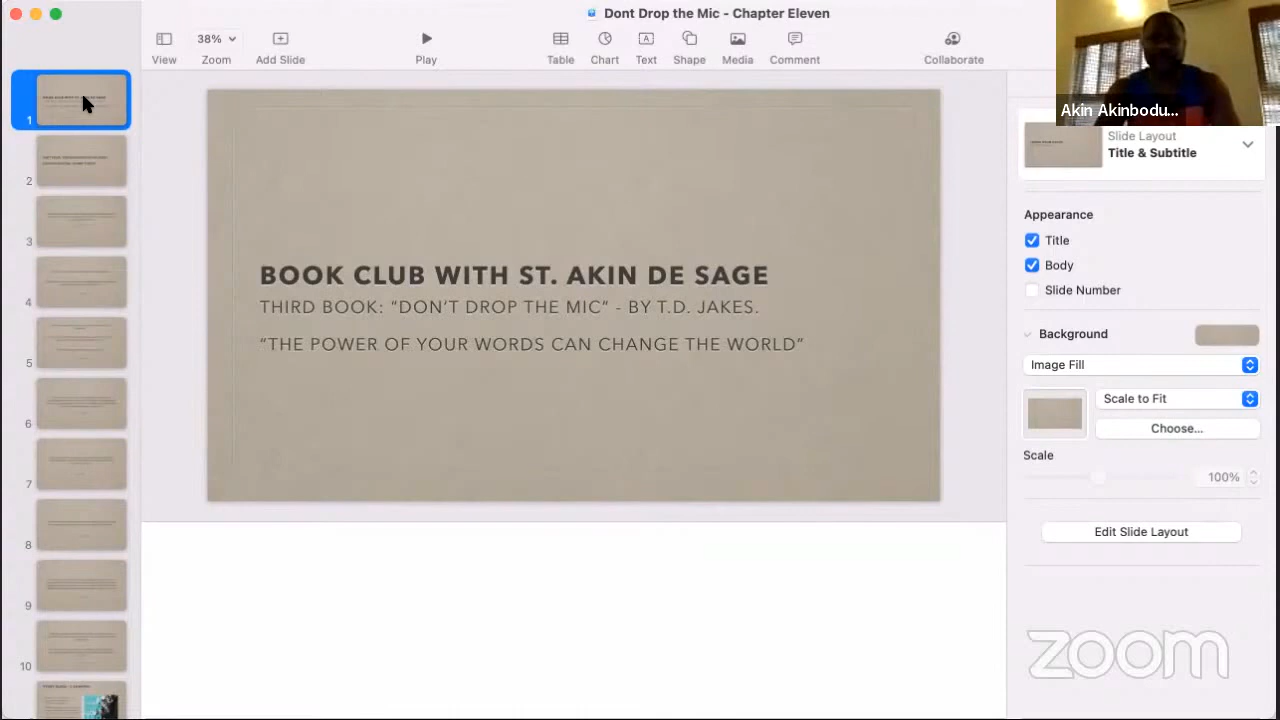 Dont Drop the Mic - Chapter Eleven
38%
View
Zoom
Add Slide
Play
Table
Chart
Text
Shape
Media
Comment
Collaborate
Akin Akinbodu...
1
2
3
4
5
6
7
8
9
10
BOOK CLUB WITH ST. AKIN DE SAGE
THIRD BOOK: “DON’T DROP THE MIC” - BY T.D. JAKES.
“THE POWER OF YOUR WORDS CAN CHANGE THE WORLD”
Slide Layout
Title & Subtitle
Appearance
Title
Body
Slide Number
Background
Image Fill
Scale to Fit
Choose...
Scale
100%
Edit Slide Layout
zoom